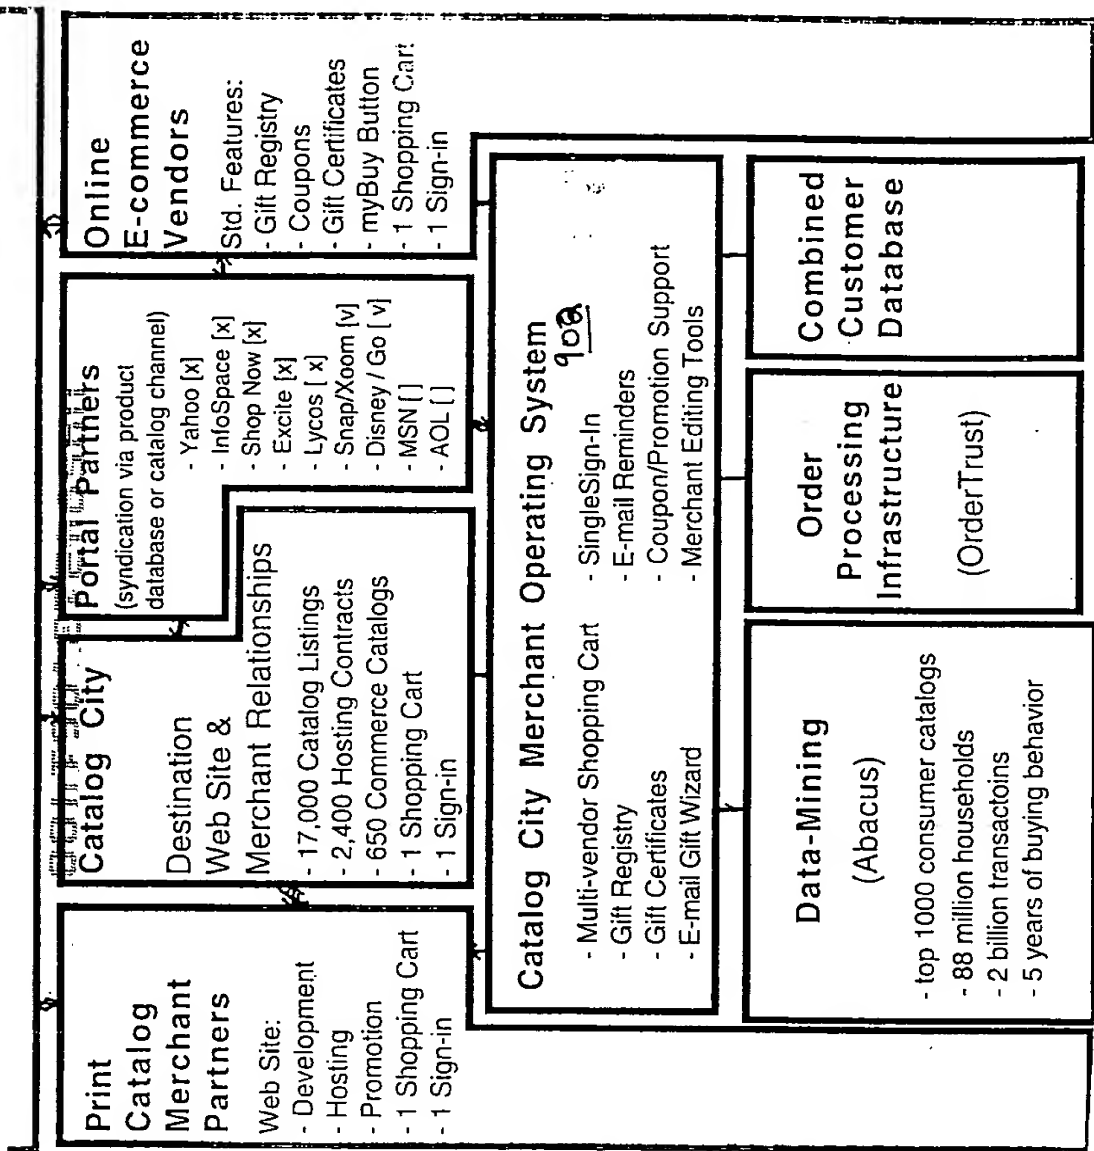 Print
Catalog
Merchant
Partners
Web Site:
- Development
- Hosting
- Promotion
- 1 Shopping Cart
- 1 Sign-in
Catalog City
Destination
Web Site &
Merchant Relationships
- 17,000 Catalog Listings
- 2,400 Hosting Contracts
- 650 Commerce Catalogs
- 1 Shopping Cart
- 1 Sign-in
Portal Partners
(syndication via product
database or catalog channel)
- Yahoo [x]
- InfoSpace [x]
- Shop Now [x]
- Excite [x]
- Lycos [ x]
- Snap/Xoom [v]
- Disney / Go [ v]
- MSN [ ]
- AOL [ ]
Online
E-commerce
Vendors
Std. Features:
- Gift Registry
- Coupons
- Gift Certificates
- myBuy Button
- 1 Shopping Cart
- 1 Sign-in
Catalog City Merchant Operating System
902
- Multi-vendor Shopping Cart
- Gift Registry
- Gift Certificates
- E-mail Gift Wizard
- SingleSign-In
- E-mail Reminders
- Coupon/Promotion Support
- Merchant Editing Tools
Data-Mining
(Abacus)
- top 1000 consumer catalogs
- 88 million households
- 2 billion transactoins
- 5 years of buying behavior
Order
Processing
Infrastructure
(OrderTrust)
Combined
Customer
Database